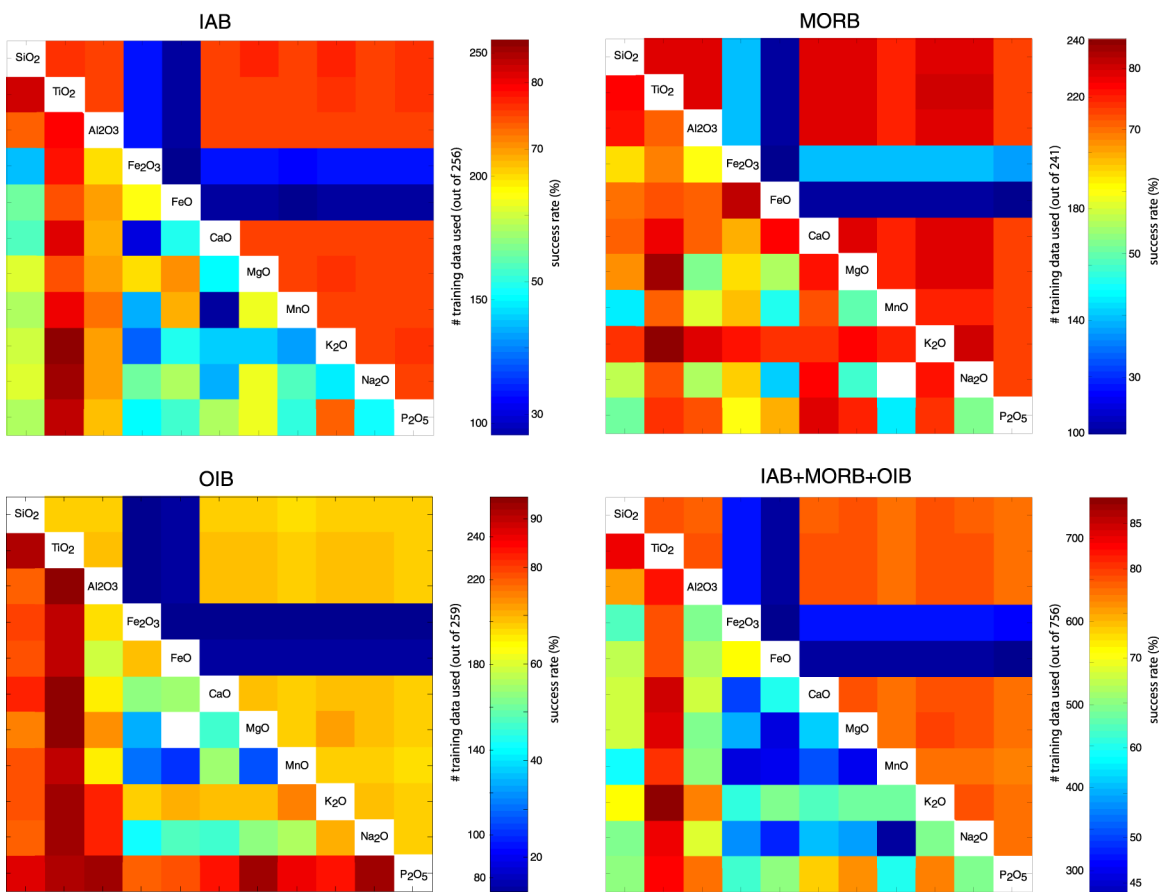 IAB
SiO2
TiO2
Al2O3
Fe2O3
FeO
CaO
MgO
MnO
K2O
Na2O
P2O5
250
200
150
100
# training data used (out of 256)
80
70
50
30
success rate (%)
MORB
SiO2
TiO2
Al2O3
Fe2O3
FeO
CaO
MgO
MnO
K2O
Na2O
P2O5
240
220
180
140
100
# training data used (out of 241)
80
70
50
30
success rate (%)
OIB
SiO2
TiO2
Al2O3
Fe2O3
FeO
CaO
MgO
MnO
K2O
Na2O
P2O5
240
220
180
140
100
80
# training data used (out of 259)
90
80
60
40
20
success rate (%)
IAB+MORB+OIB
SiO2
TiO2
Al2O3
Fe2O3
FeO
CaO
MgO
MnO
K2O
Na2O
P2O5
700
600
500
400
300
# training data used (out of 756)
85
80
70
60
50
45
success rate (%)